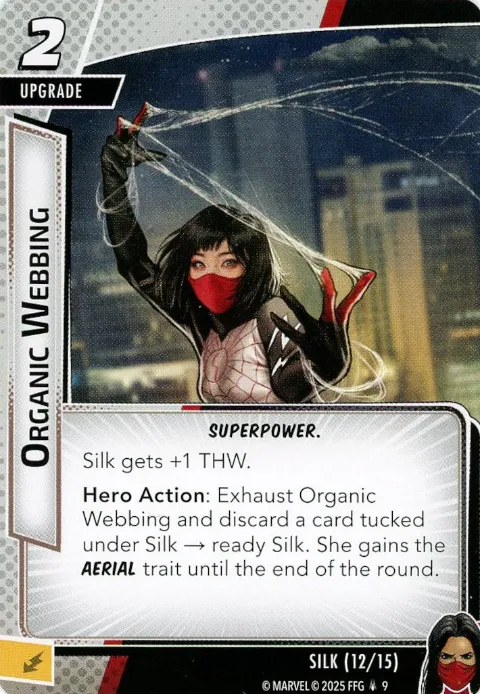 2
UPGRADE
ORGANIC WEBBING
SUPERPOWER.
Silk gets +1 THW.
Hero Action: Exhaust Organic
Webbing and discard a card tucked
under Silk → ready Silk. She gains the
AERIAL trait until the end of the round.
SILK (12/15)
© MARVEL © 2025 FFG 9